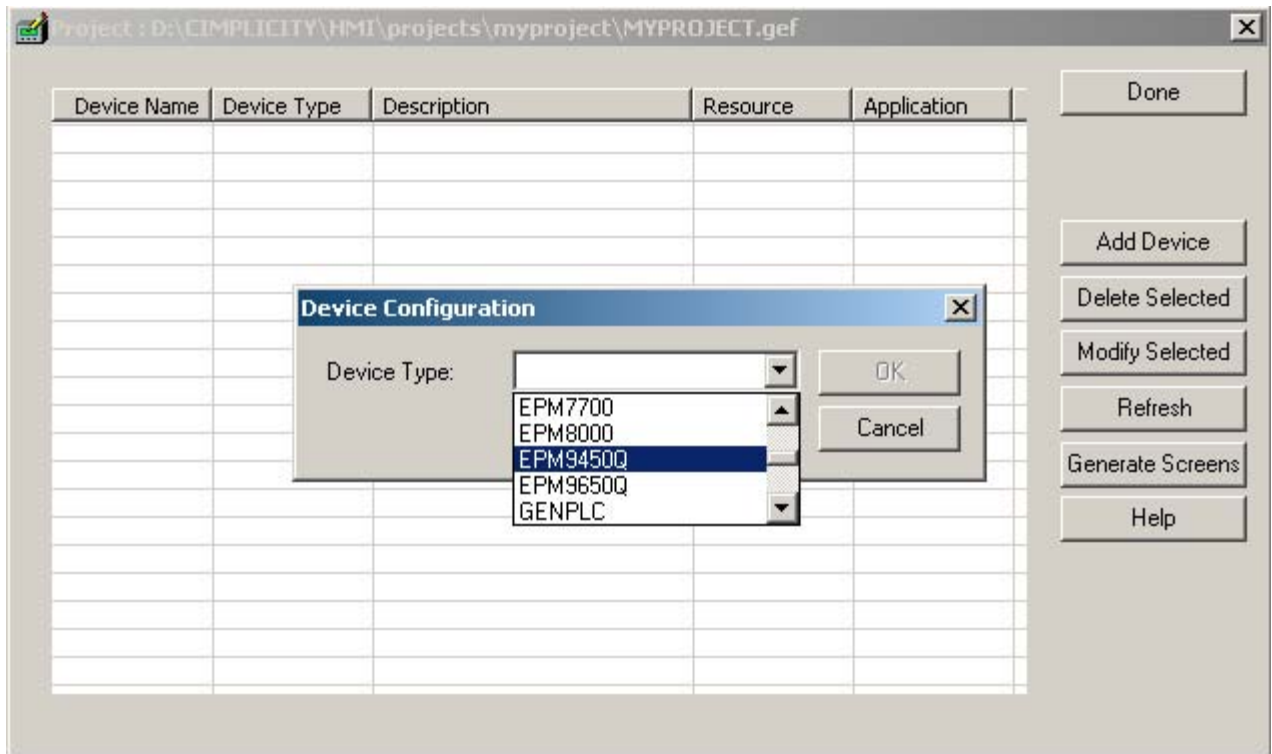 Project : D:\CIMPLICITY\HMI\projects\myproject\MYPROJECT.gef
Device Name Device Type Description Resource Application
Done
Add Device
Delete Selected
Modify Selected
Refresh
Generate Screens
Help
Device Configuration
Device Type:
OK
Cancel
EPM7700
EPM8000
EPM9450Q
EPM9650Q
GENPLC